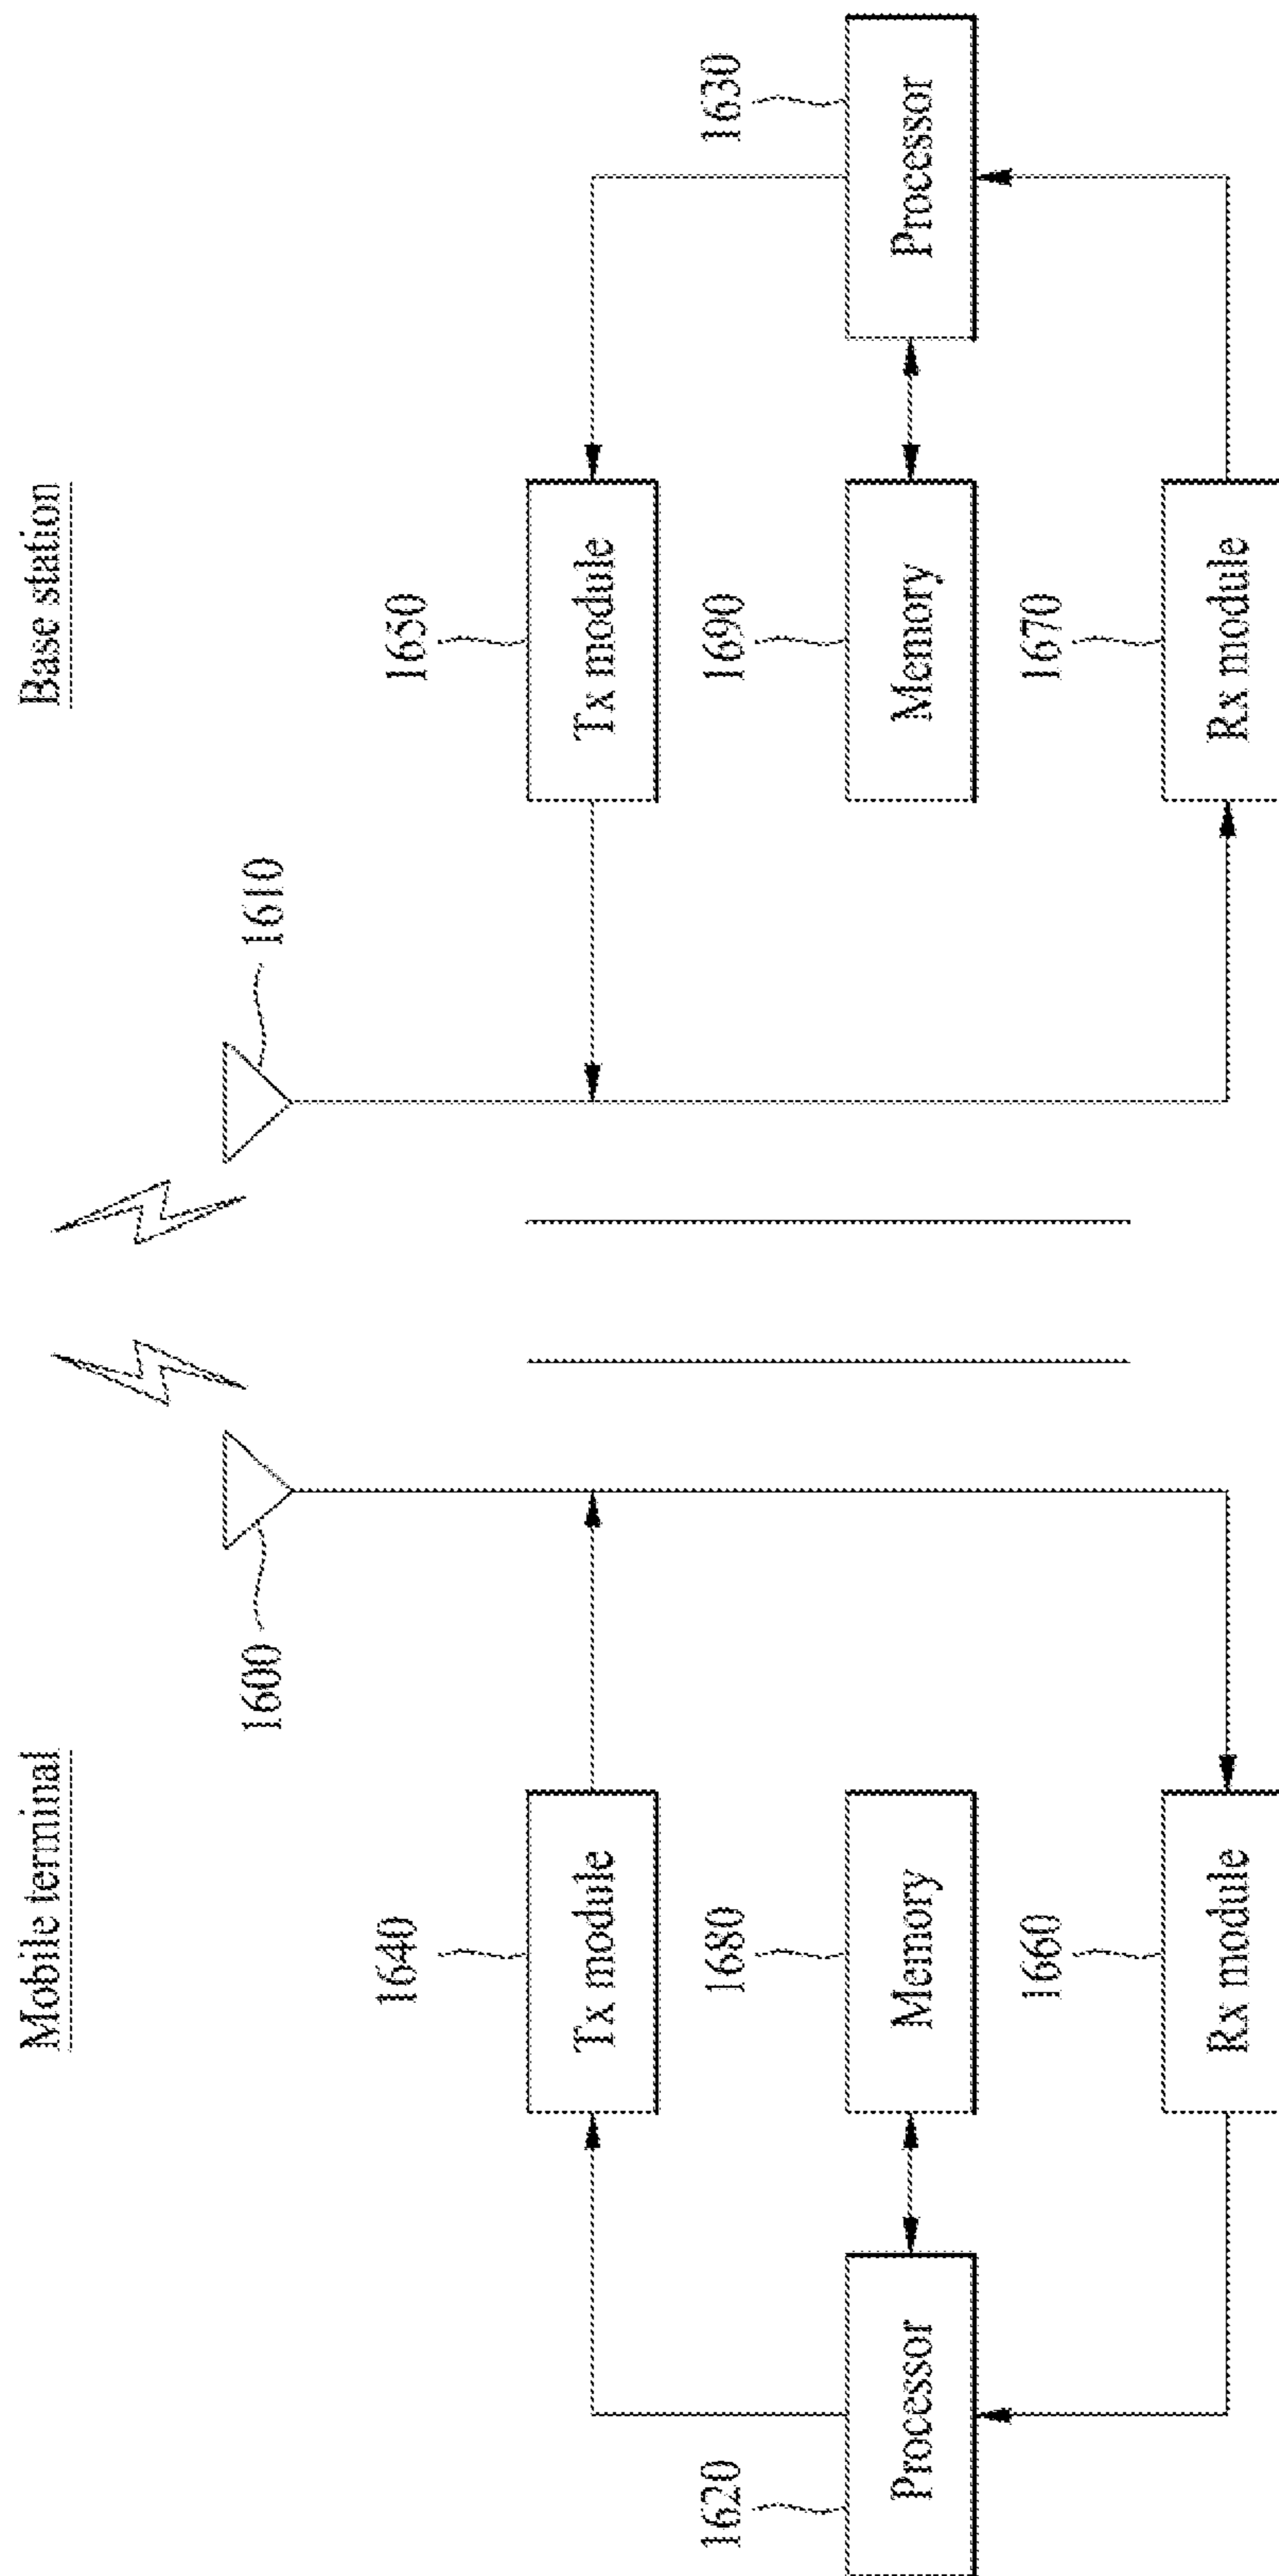 Mobile terminal
Base station
1600
1610
1640
Tx module
1650
Tx module
1620
Processor
1680
Memory
1690
Memory
1630
Processor
1660
Rx module
1670
Rx module